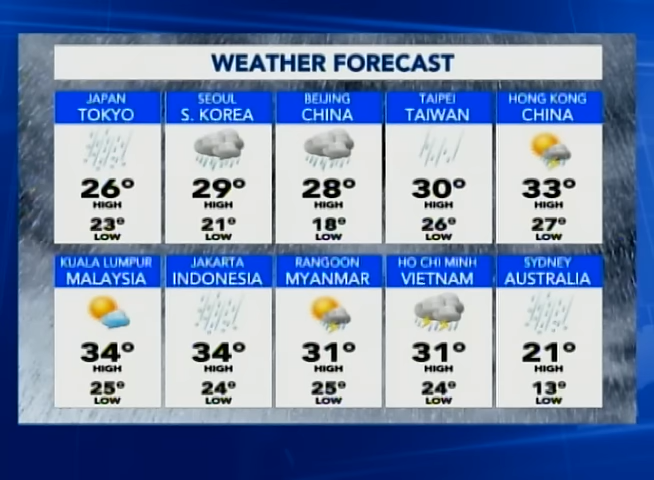 WEATHER FORECAST
JAPAN
TOKYO
26°
HIGH
23°
LOW
SEOUL
S. KOREA
29°
HIGH
21°
LOW
BEIJING
CHINA
28°
HIGH
18°
LOW
TAIPEI
TAIWAN
30°
HIGH
26°
LOW
HONG KONG
CHINA
33°
HIGH
27°
LOW
KUALA LUMPUR
MALAYSIA
34°
HIGH
25°
LOW
JAKARTA
INDONESIA
34°
HIGH
24°
LOW
RANGOON
MYANMAR
31°
HIGH
25°
LOW
HO CHI MINH
VIETNAM
31°
HIGH
24°
LOW
SYDNEY
AUSTRALIA
21°
HIGH
13°
LOW